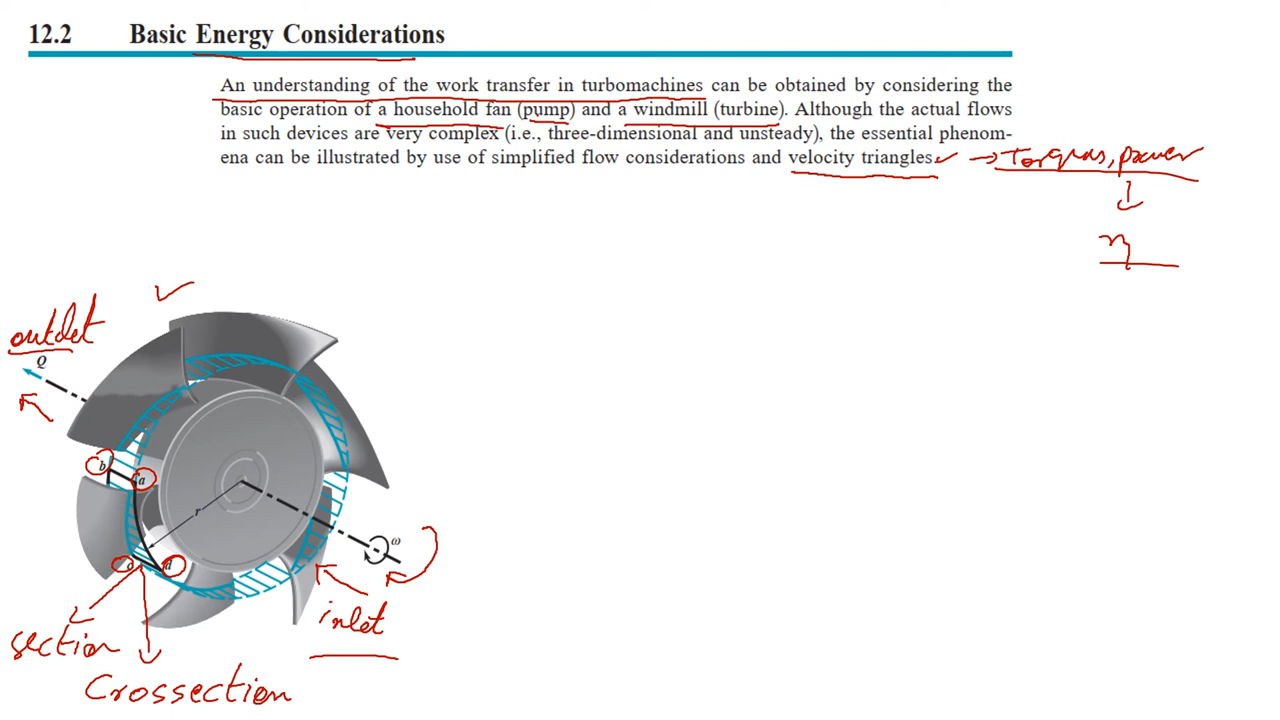 12.2 Basic Energy Considerations
An understanding of the work transfer in turbomachines can be obtained by considering the
basic operation of a household fan (pump) and a windmill (turbine). Although the actual flows
in such devices are very complex (i.e., three-dimensional and unsteady), the essential phenom-
ena can be illustrated by use of simplified flow considerations and velocity triangles.
→ Torques, power
η
outlet
Q
b
a
r
ω
c
d
inlet
section
Crossection